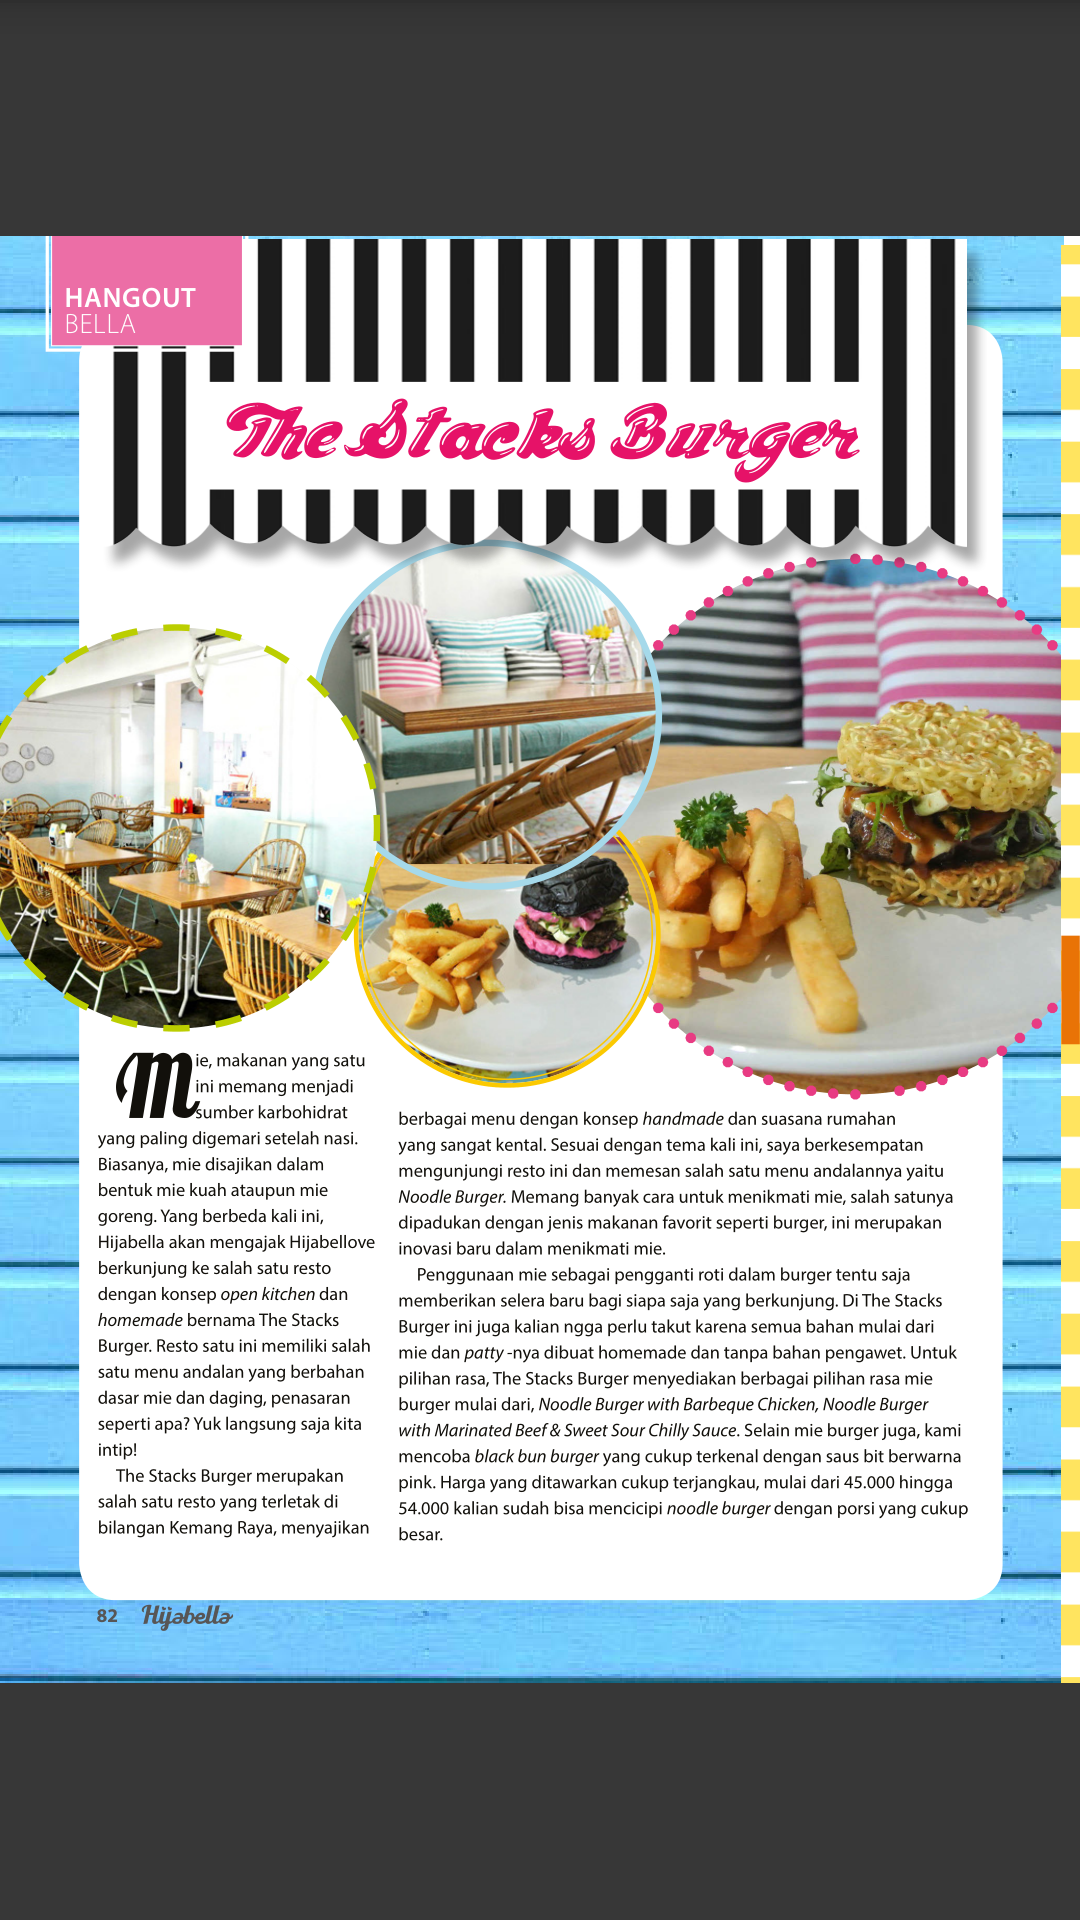 HANGOUT
BELLA
The Stacks Burger
Mie, makanan yang satu
ini memang menjadi
sumber karbohidrat
yang paling digemari setelah nasi.
Biasanya, mie disajikan dalam
bentuk mie kuah ataupun mie
goreng. Yang berbeda kali ini,
Hijabella akan mengajak Hijabellove
berkunjung ke salah satu resto
dengan konsep open kitchen dan
homemade bernama The Stacks
Burger. Resto satu ini memiliki salah
satu menu andalan yang berbahan
dasar mie dan daging, penasaran
seperti apa? Yuk langsung saja kita
intip!
The Stacks Burger merupakan
salah satu resto yang terletak di
bilangan Kemang Raya, menyajikan
berbagai menu dengan konsep handmade dan suasana rumahan
yang sangat kental. Sesuai dengan tema kali ini, saya berkesempatan
mengunjungi resto ini dan memesan salah satu menu andalannya yaitu
Noodle Burger. Memang banyak cara untuk menikmati mie, salah satunya
dipadukan dengan jenis makanan favorit seperti burger, ini merupakan
inovasi baru dalam menikmati mie.
Penggunaan mie sebagai pengganti roti dalam burger tentu saja
memberikan selera baru bagi siapa saja yang berkunjung. Di The Stacks
Burger ini juga kalian ngga perlu takut karena semua bahan mulai dari
mie dan patty -nya dibuat homemade dan tanpa bahan pengawet. Untuk
pilihan rasa, The Stacks Burger menyediakan berbagai pilihan rasa mie
burger mulai dari, Noodle Burger with Barbeque Chicken, Noodle Burger
with Marinated Beef & Sweet Sour Chilly Sauce. Selain mie burger juga, kami
mencoba black bun burger yang cukup terkenal dengan saus bit berwarna
pink. Harga yang ditawarkan cukup terjangkau, mulai dari 45.000 hingga
54.000 kalian sudah bisa mencicipi noodle burger dengan porsi yang cukup
besar.
82 Hijabella